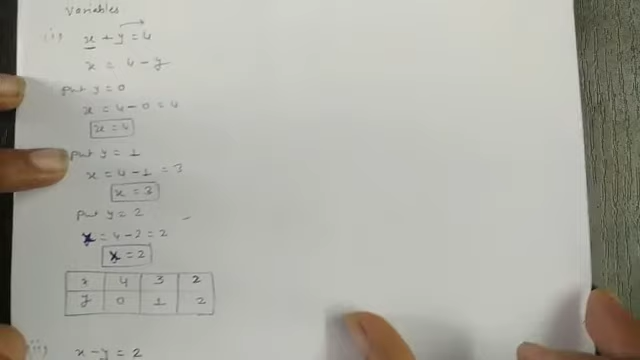 variables
(i) x + y = 4
x = 4 - y
put y = 0
x = 4 - 0 = 4
x = 4
put y = 1
x = 4 - 1 = 3
x = 3
put y = 2
x = 4 - 2 = 2
x = 2
x 4 3 2
y 0 1 2
(ii) x - y = 2